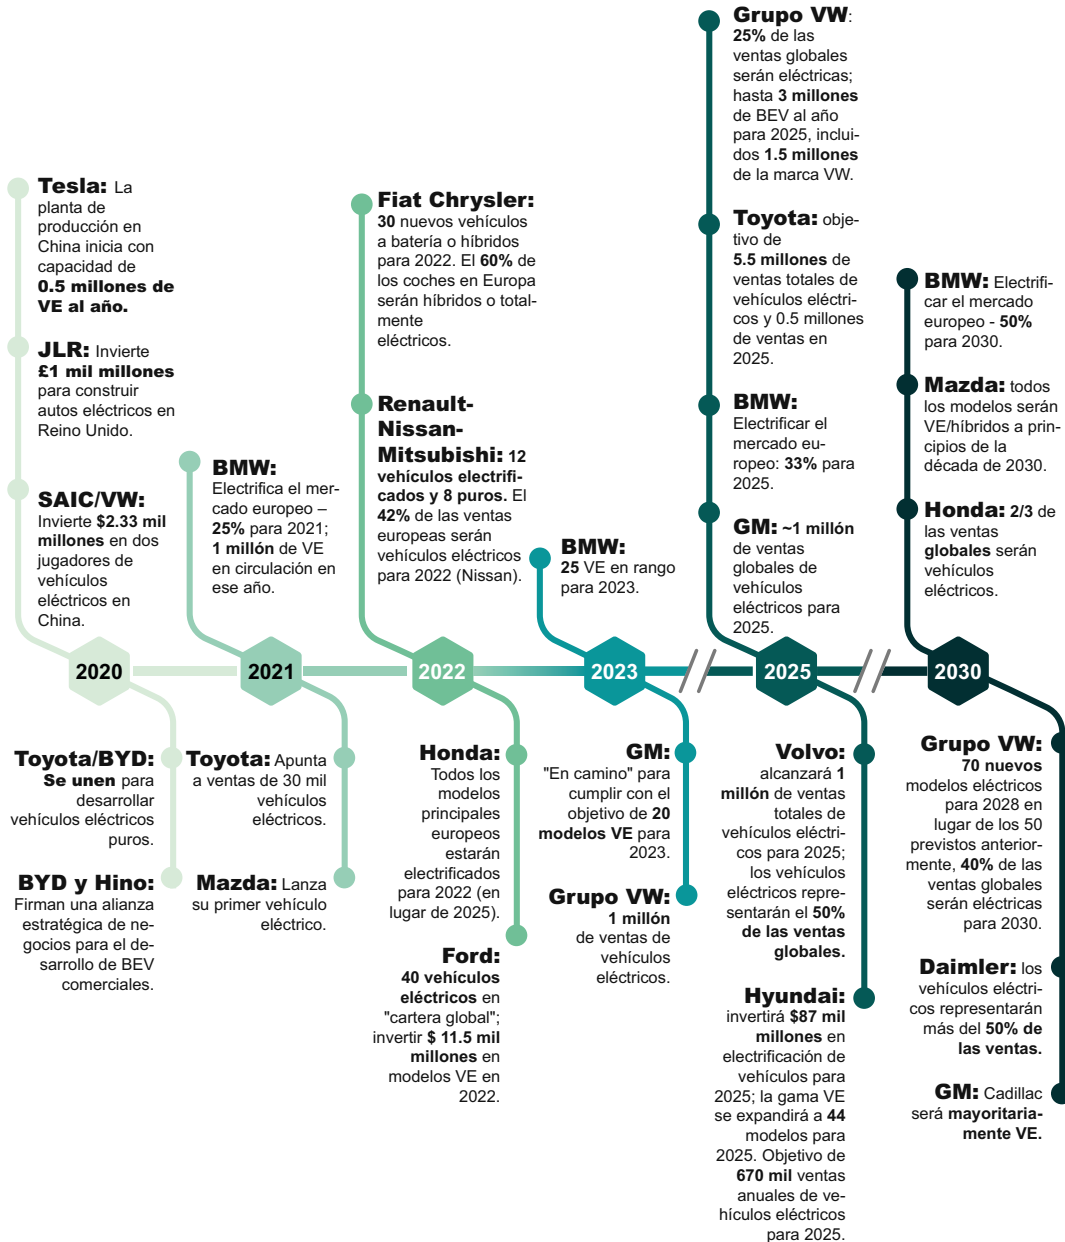 Tesla: La
planta de
producción en
China inicia con
capacidad de
0.5 millones de
VE al año.
JLR: Invierte
£1 mil millones
para construir
autos eléctricos en
Reino Unido.
SAIC/VW:
Invierte $2.33 mil
millones en dos
jugadores de
vehículos
eléctricos en
China.
2020
Toyota/BYD:
Se unen para
desarrollar
vehículos eléctricos
puros.
BYD y Hino:
Firman una alianza
estratégica de ne-
gocios para el de-
sarrollo de BEV
comerciales.
BMW:
Electrifica el mer-
cado europeo –
25% para 2021;
1 millón de VE
en circulación en
ese año.
2021
Toyota: Apunta
a ventas de 30 mil
vehículos
eléctricos.
Mazda: Lanza
su primer vehículo
eléctrico.
Fiat Chrysler:
30 nuevos vehículos
a batería o híbridos
para 2022. El 60% de
los coches en Europa
serán híbridos o total-
mente
eléctricos.
Renault-
Nissan-
Mitsubishi: 12
vehículos electrifi-
cados y 8 puros. El
42% de las ventas
europeas serán
vehículos eléctricos
para 2022 (Nissan).
2022
Honda:
Todos los
modelos
principales
europeos
estarán
electrificados
para 2022 (en
lugar de 2025).
Ford:
40 vehículos
eléctricos en
"cartera global";
invertir $ 11.5 mil
millones en
modelos VE en
2022.
BMW:
25 VE en rango
para 2023.
2023
GM:
"En camino" para
cumplir con el
objetivo de 20
modelos VE para
2023.
Grupo VW:
1 millón
de ventas de
vehículos
eléctricos.
Grupo VW:
25% de las
ventas globales
serán eléctricas;
hasta 3 millones
de BEV al año
para 2025, inclui-
dos 1.5 millones
de la marca VW.
Toyota: obje-
tivo de
5.5 millones de
ventas totales de
vehículos eléctri-
cos y 0.5 millones
de ventas en
2025.
BMW:
Electrificar el
mercado eu-
ropeo: 33% para
2025.
GM: ~1 millón
de ventas
globales de
vehículos
eléctricos para
2025.
2025
Volvo:
alcanzará 1
millón de ventas
totales de
vehículos eléctri-
cos para 2025;
los vehículos
eléctricos repre-
sentarán el 50%
de las ventas
globales.
Hyundai:
invertirá $87 mil
millones en
electrificación de
vehículos para
2025; la gama VE
se expandirá a 44
modelos para
2025. Objetivo de
670 mil ventas
anuales de ve-
hículos eléctricos
para 2025.
BMW: Electrifi-
car el mercado
europeo - 50%
para 2030.
Mazda: todos
los modelos serán
VE/híbridos a prin-
cipios de la
década de 2030.
Honda: 2/3 de
las ventas
globales serán
vehículos
eléctricos.
2030
Grupo VW:
70 nuevos
modelos eléctricos
para 2028 en
lugar de los 50
previstos anterior-
mente, 40% de las
ventas globales
serán eléctricas
para 2030.
Daimler: los
vehículos eléctri-
cos representarán
más del 50% de
las ventas.
GM: Cadillac
será mayoritaria-
mente VE.